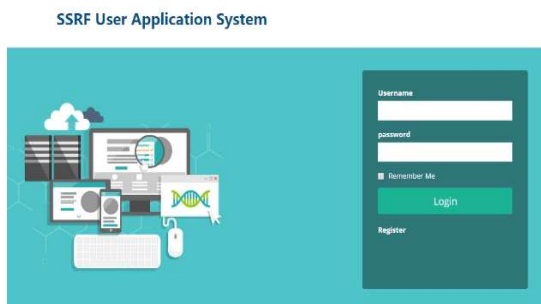 SSRF User Application System
Username
password
Remember Me
Login
Register